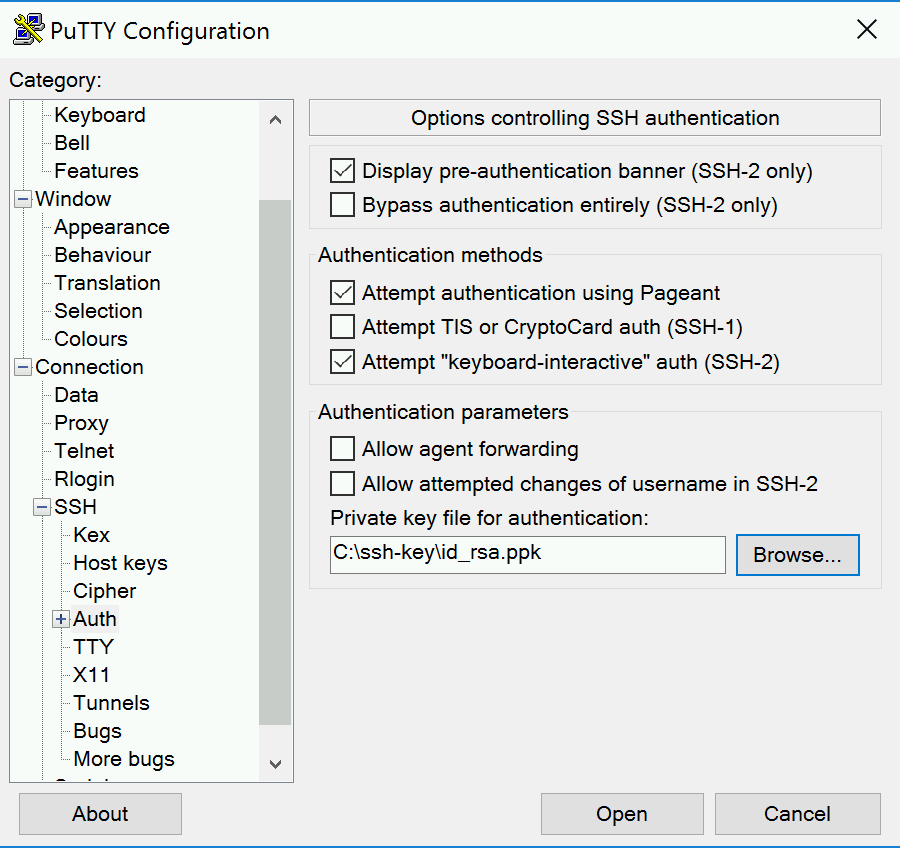 PuTTY Configuration
Category:
Keyboard
Bell
Features
Window
Appearance
Behaviour
Translation
Selection
Colours
Connection
Data
Proxy
Telnet
Rlogin
SSH
Kex
Host keys
Cipher
Auth
TTY
X11
Tunnels
Bugs
More bugs
Options controlling SSH authentication
Display pre-authentication banner (SSH-2 only)
Bypass authentication entirely (SSH-2 only)
Authentication methods
Attempt authentication using Pageant
Attempt TIS or CryptoCard auth (SSH-1)
Attempt "keyboard-interactive" auth (SSH-2)
Authentication parameters
Allow agent forwarding
Allow attempted changes of username in SSH-2
Private key file for authentication:
C:\ssh-key\id_rsa.ppk
Browse...
About
Open
Cancel